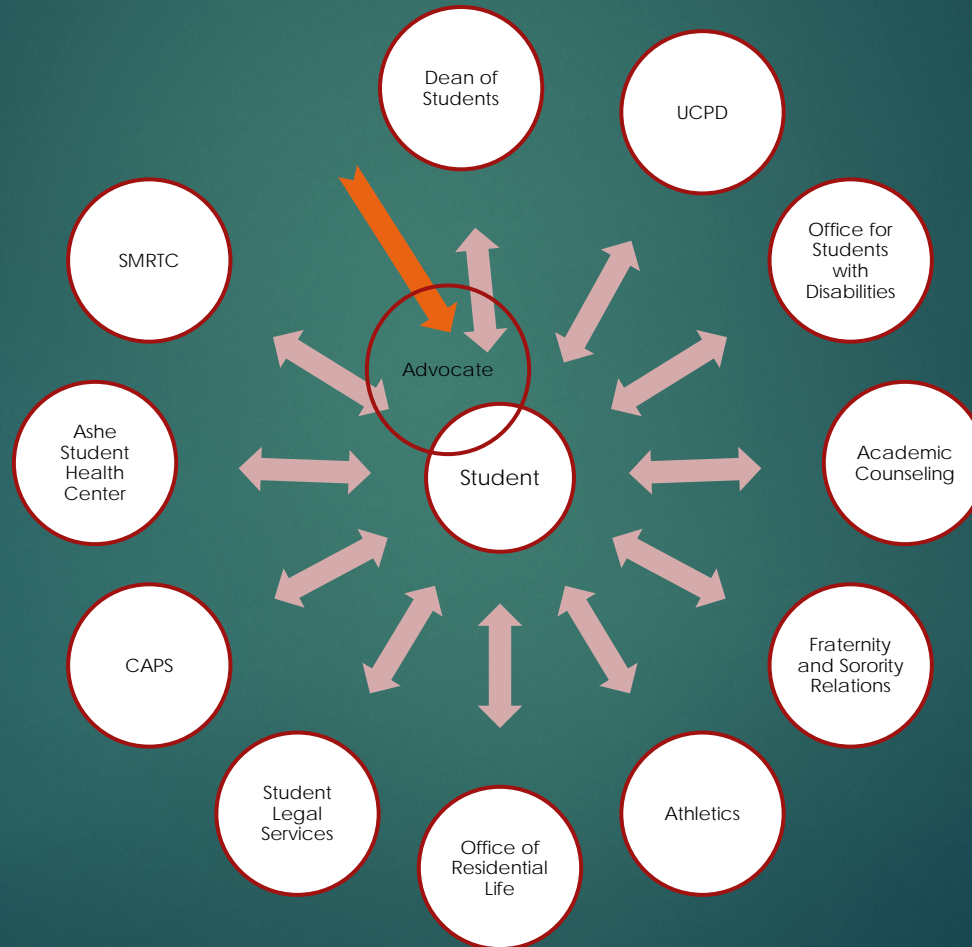 Dean of
Students
UCPD
Office for
Students
with
Disabilities
SMRTC
Advocate
Student
Ashe
Student
Health
Center
Academic
Counseling
CAPS
Fraternity
and Sorority
Relations
Student
Legal
Services
Office of
Residential
Life
Athletics